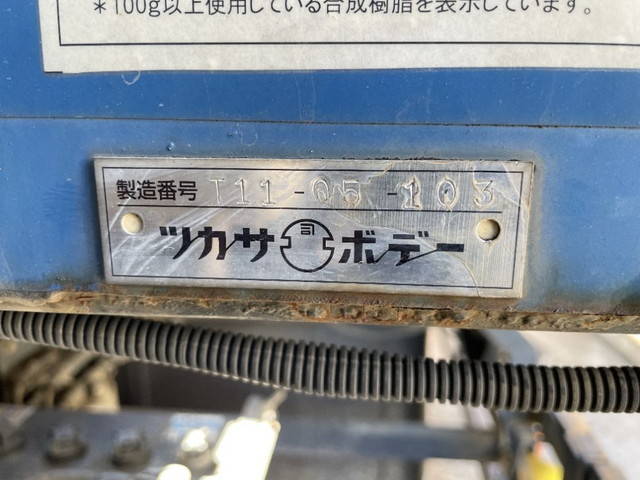 *100g以上使用している合成樹脂を表示しています。
製造番号 T11-05-103
ツカサ 司 ボデー